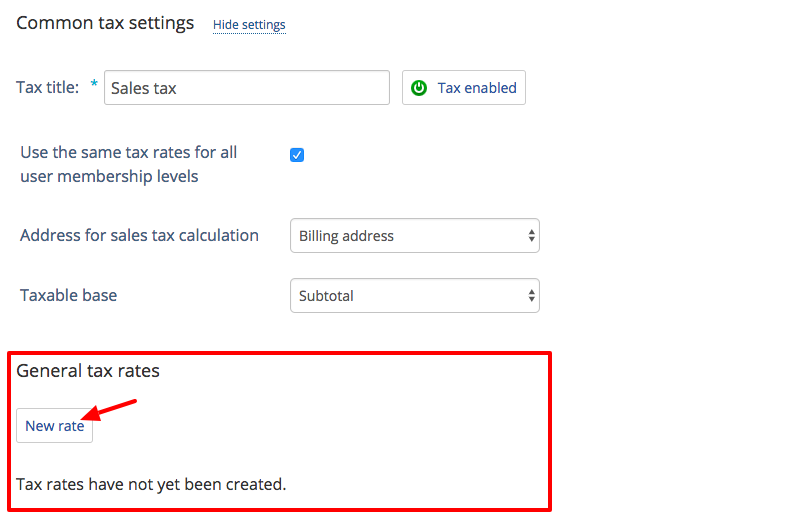 Common tax settings Hide settings
Tax title: * Sales tax Tax enabled
Use the same tax rates for all
user membership levels
Address for sales tax calculation Billing address
Taxable base Subtotal
General tax rates
New rate
Tax rates have not yet been created.